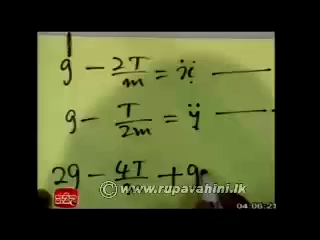 g - 2T/m = ẍ
g - T/2m = ÿ
2g - 4T/m + g
© www.rupavahini.lk
04:06:21